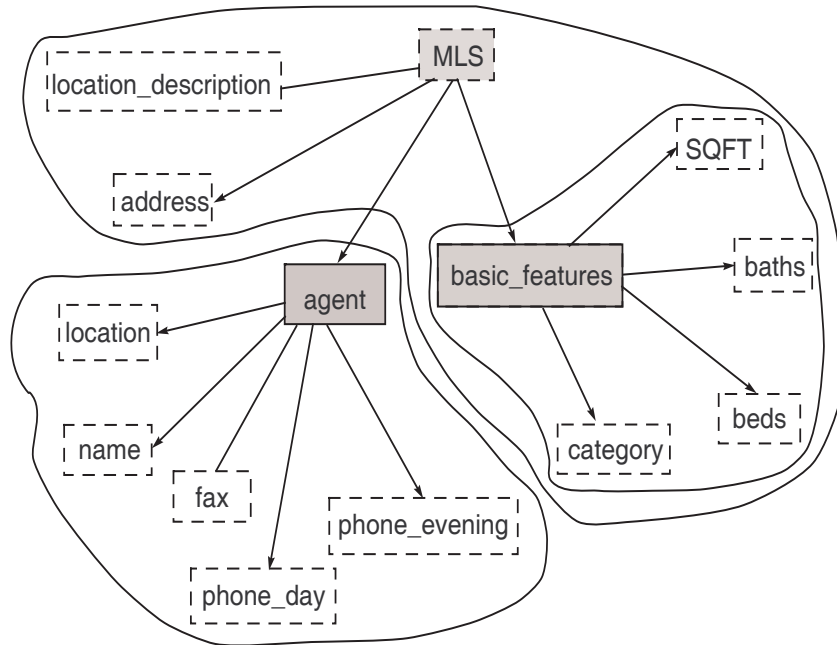 MLS
location_description
SQFT
address
basic_features
baths
agent
location
beds
name
category
fax
phone_evening
phone_day